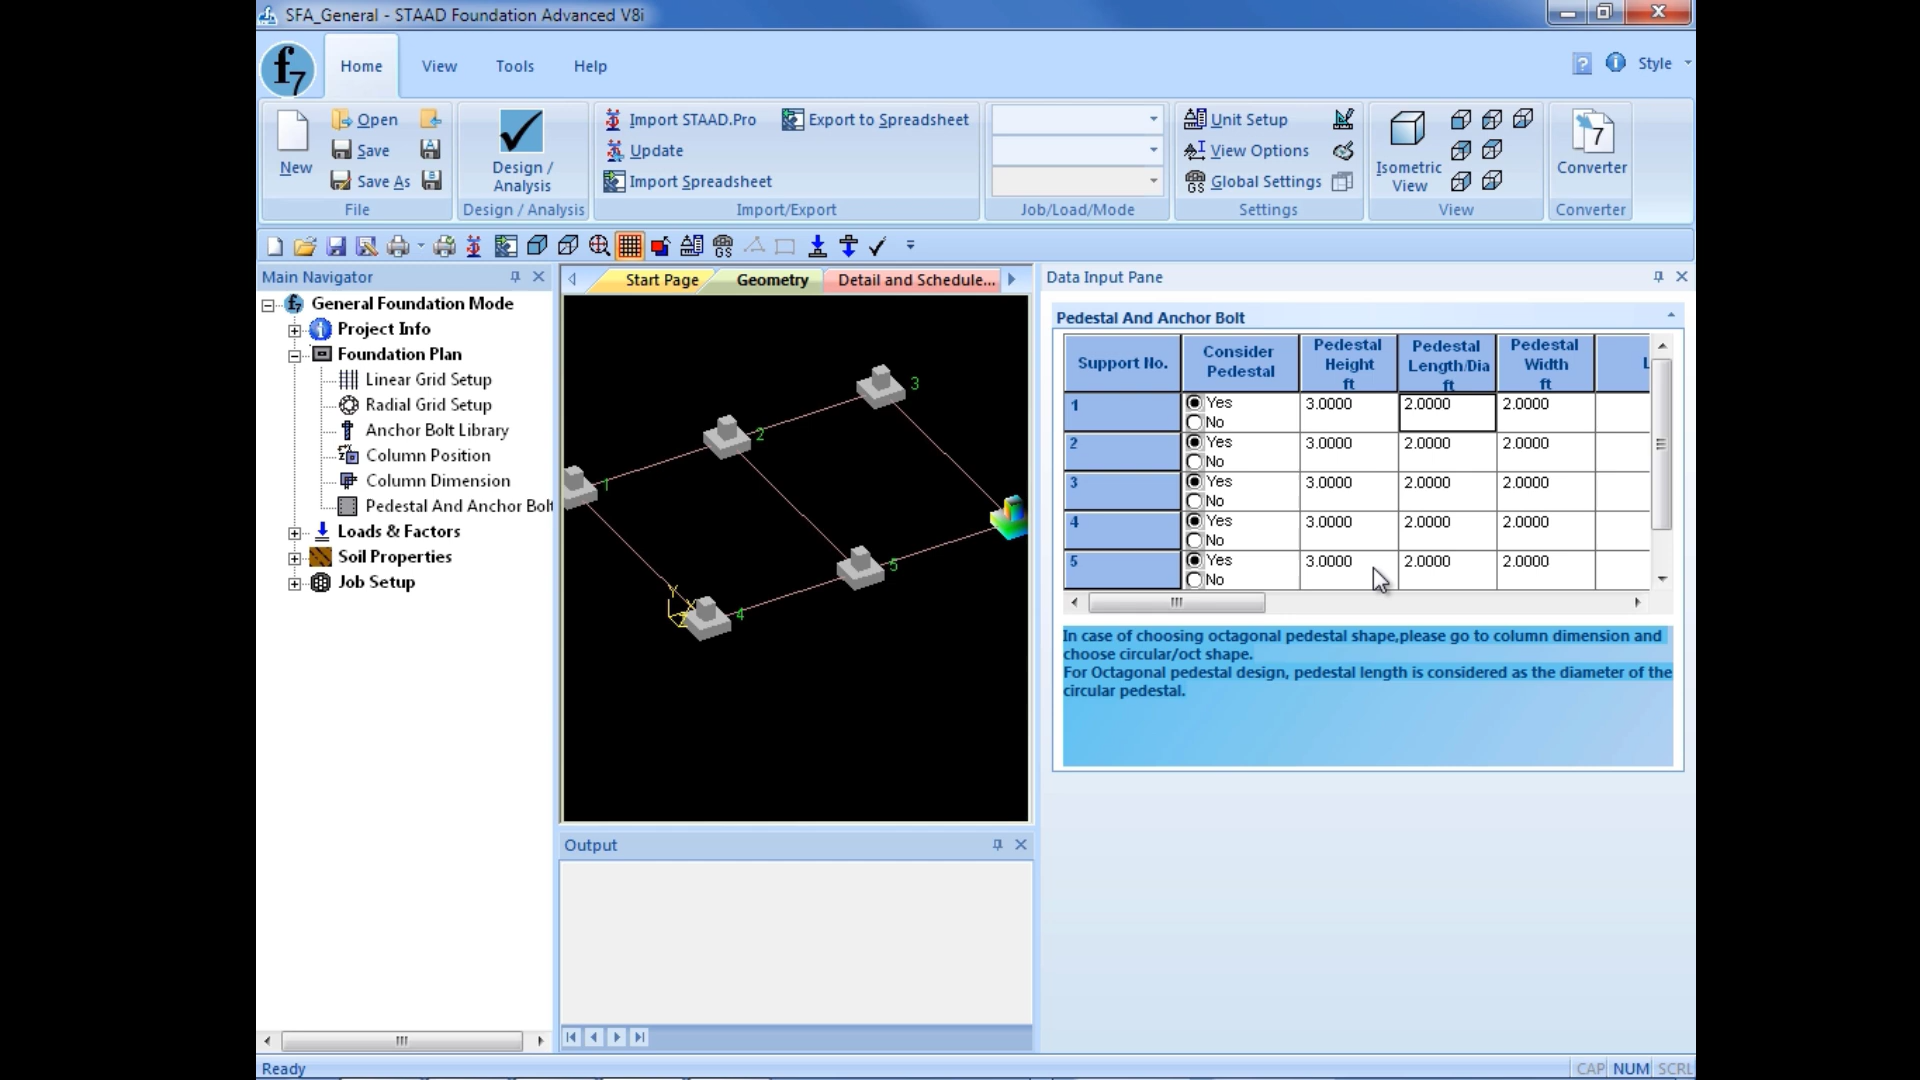 SFA_General - STAAD Foundation Advanced V8i
Home View Tools Help Style
New
Open
Save
Save As
File
Design / Analysis
Design / Analysis
Import STAAD.Pro
Export to Spreadsheet
Update
Import Spreadsheet
Import/Export
Job/Load/Mode
Unit Setup
View Options
Global Settings
Settings
Isometric View
View
7
Converter
Converter
Main Navigator
General Foundation Mode
Project Info
Foundation Plan
Linear Grid Setup
Radial Grid Setup
Anchor Bolt Library
Column Position
Column Dimension
Pedestal And Anchor Bolt
Loads & Factors
Soil Properties
Job Setup
Start Page Geometry Detail and Schedule...
3
2
1
5
4
Y
X
Z
Output
Data Input Pane
Pedestal And Anchor Bolt
Support No. Consider Pedestal Pedestal Height ft Pedestal Length/Dia ft Pedestal Width ft
1 Yes 3.0000 2.0000 2.0000
No
2 Yes 3.0000 2.0000 2.0000
No
3 Yes 3.0000 2.0000 2.0000
No
4 Yes 3.0000 2.0000 2.0000
No
5 Yes 3.0000 2.0000 2.0000
No
In case of choosing octagonal pedestal shape,please go to column dimension and
choose circular/oct shape.
For Octagonal pedestal design, pedestal length is considered as the diameter of the
circular pedestal.
Ready CAP NUM SCRL